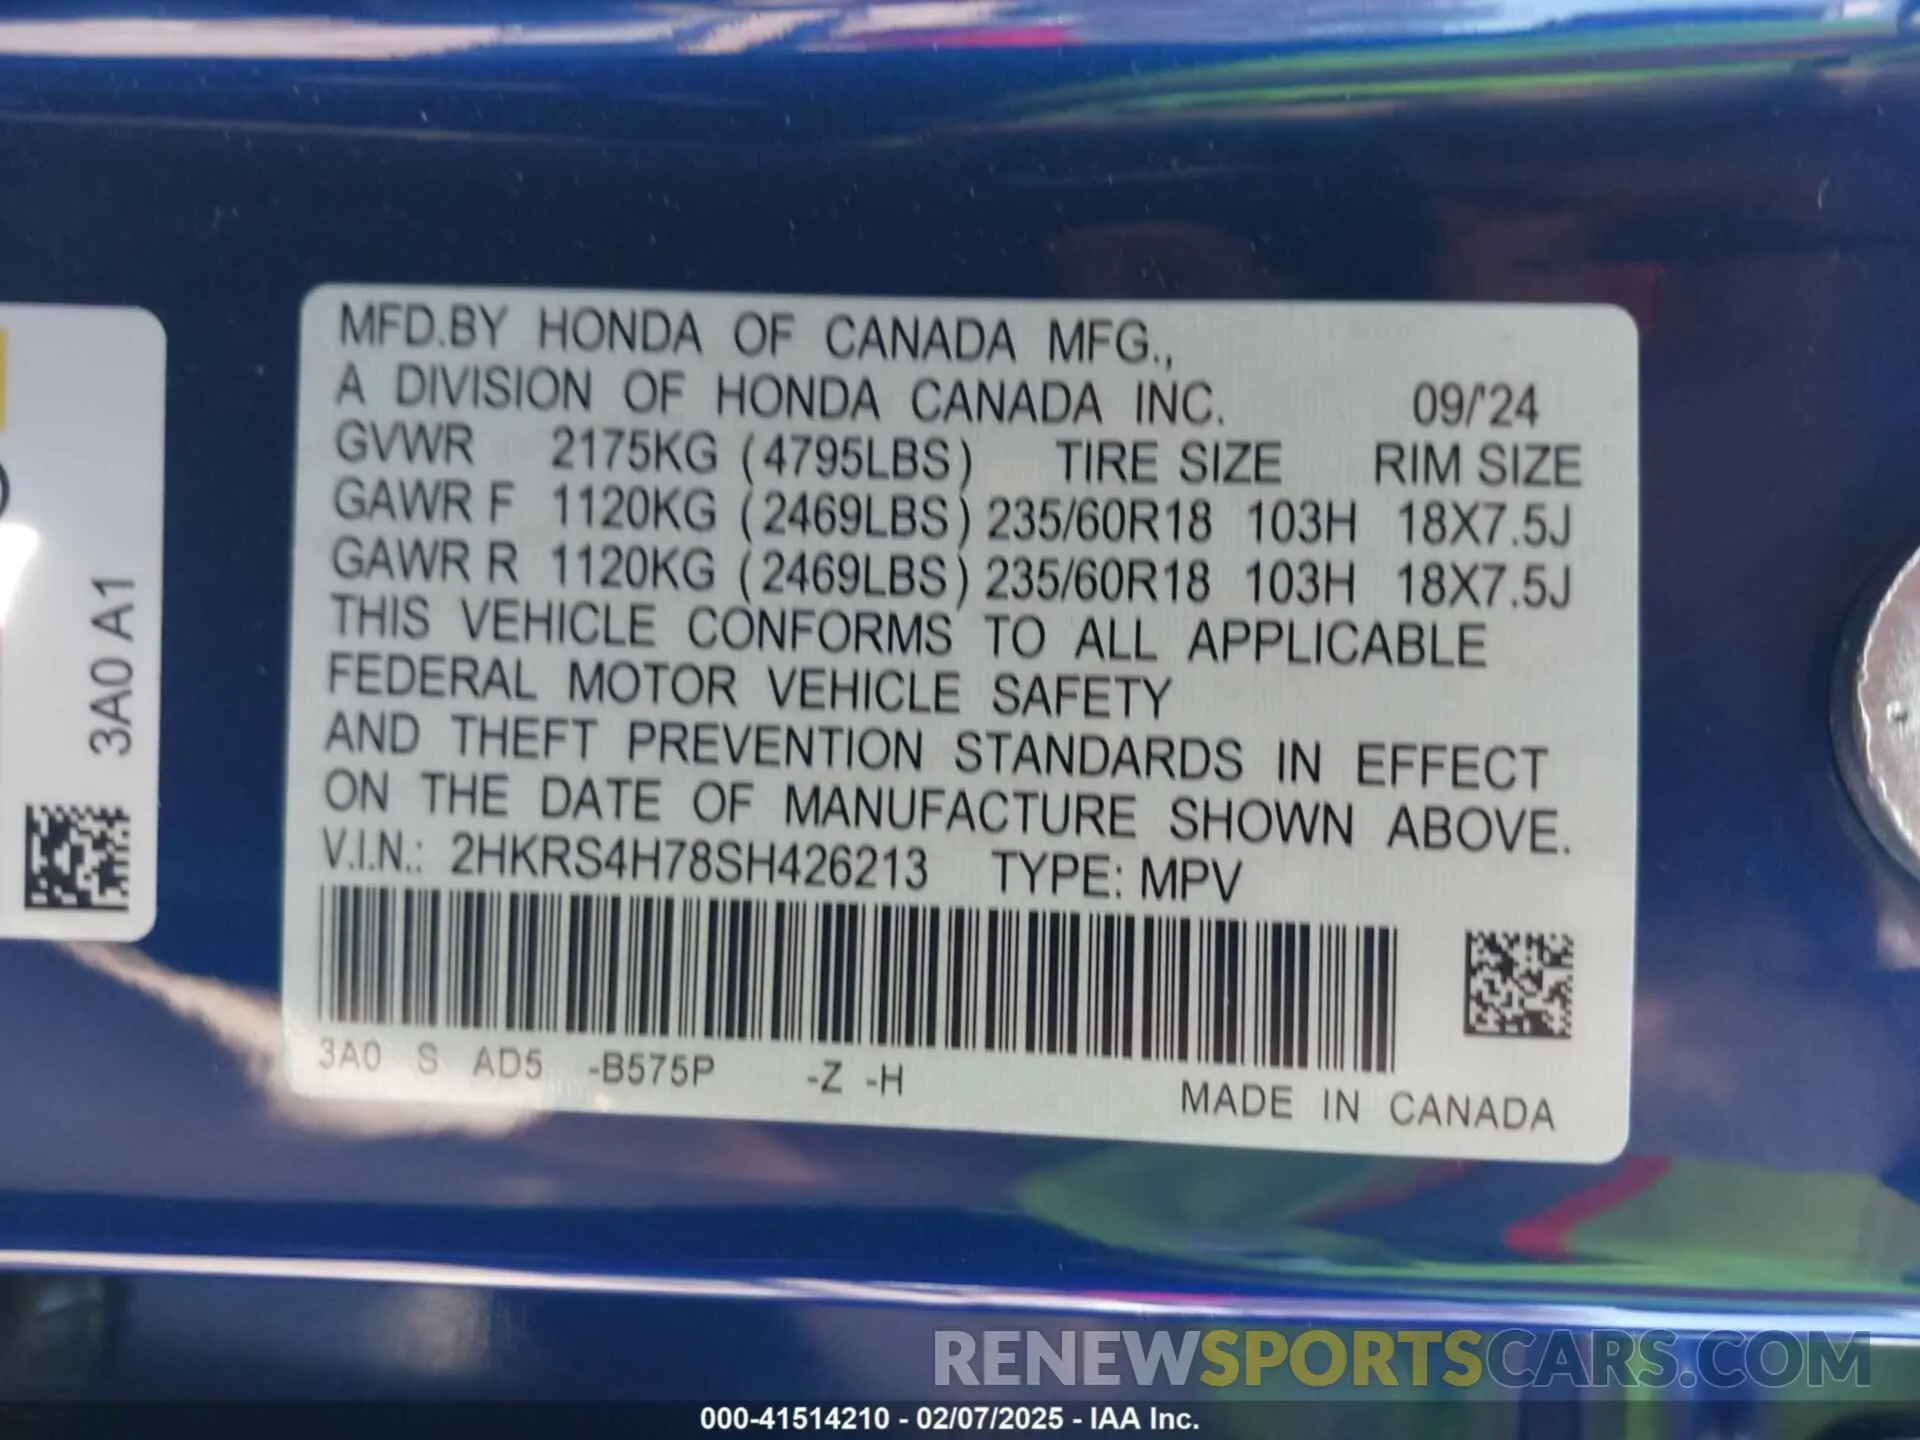 MFD.BY HONDA OF CANADA MFG.,
A DIVISION OF HONDA CANADA INC. 09/'24
GVWR 2175KG (4795LBS) TIRE SIZE RIM SIZE
GAWR F 1120KG (2469LBS) 235/60R18 103H 18X7.5J
GAWR R 1120KG (2469LBS) 235/60R18 103H 18X7.5J
THIS VEHICLE CONFORMS TO ALL APPLICABLE
FEDERAL MOTOR VEHICLE SAFETY
AND THEFT PREVENTION STANDARDS IN EFFECT
ON THE DATE OF MANUFACTURE SHOWN ABOVE.
V.I.N.: 2HKRS4H78SH426213 TYPE: MPV
3A0 S AD5 -B575P -Z -H
MADE IN CANADA
3A0 A1
RENEWSPORTSCARS.COM
000-41514210 - 02/07/2025 - IAA Inc.